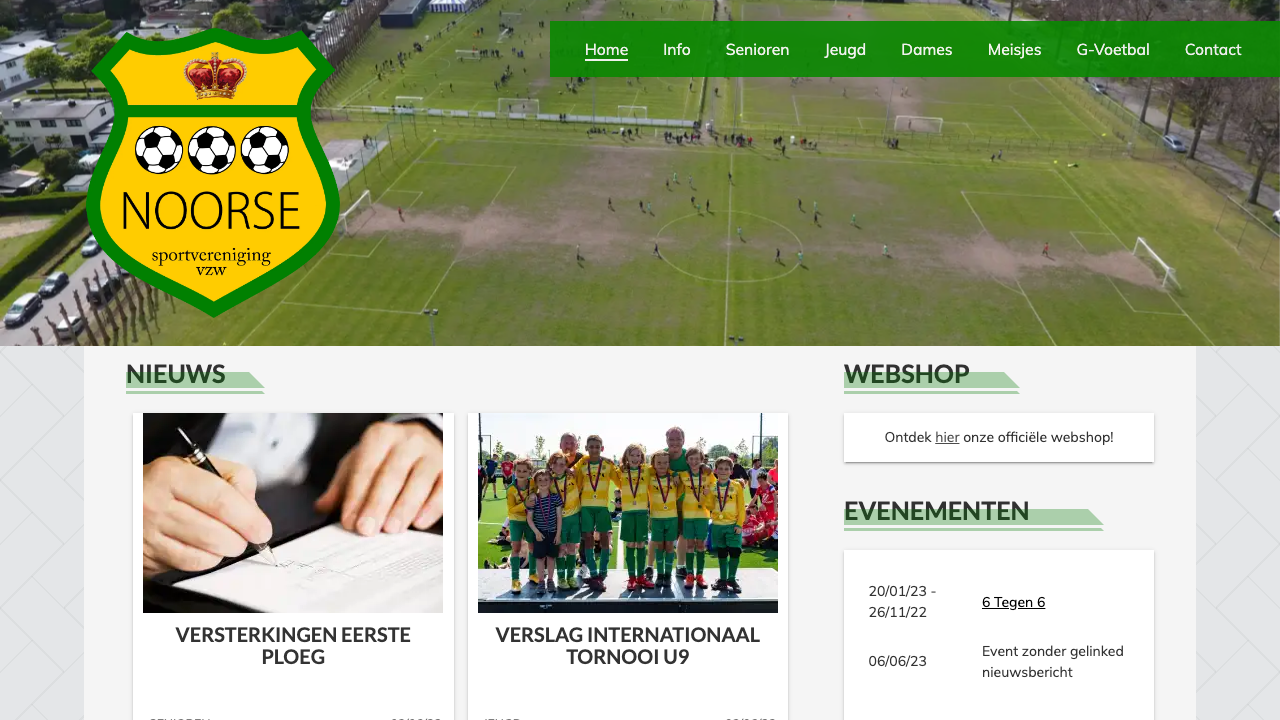 Home Info Senioren Jeugd Dames Meisjes G-Voetbal Contact
NOORSE
sportvereniging
vzw
NIEUWS
VERSTERKINGEN EERSTE
PLOEG
VERSLAG INTERNATIONAAL
TORNOOI U9
WEBSHOP
Ontdek hier onze officiële webshop!
EVENEMENTEN
20/01/23 -
26/11/22
6 Tegen 6
06/06/23
Event zonder gelinked
nieuwsbericht